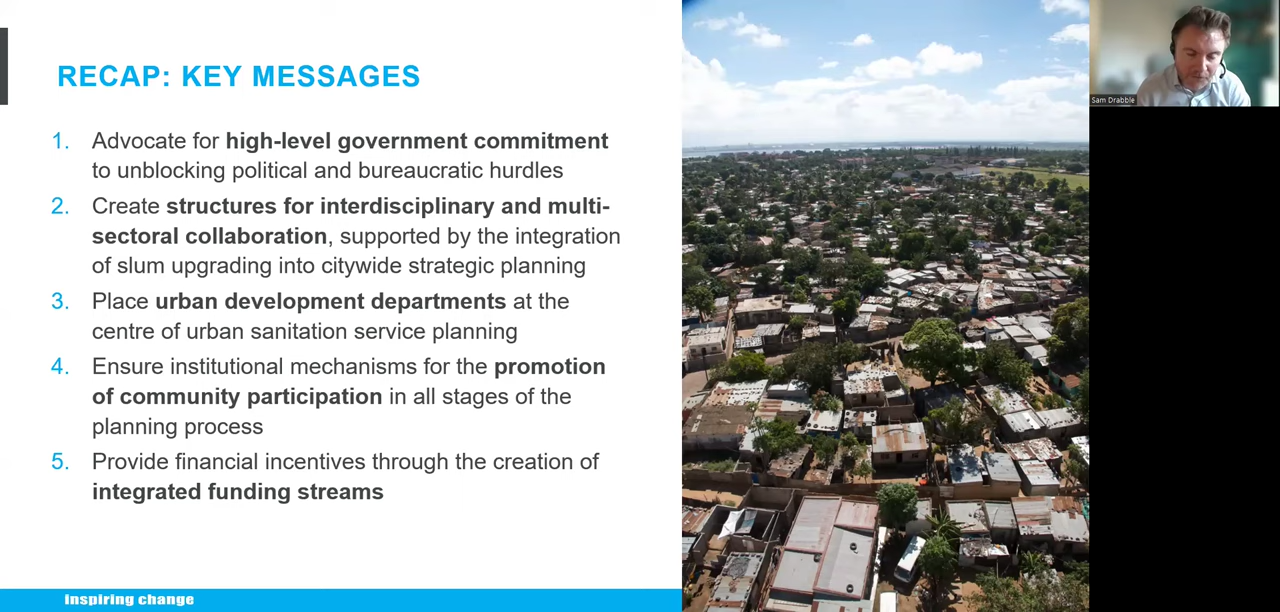 RECAP: KEY MESSAGES
1. Advocate for high-level government commitment
to unblocking political and bureaucratic hurdles
2. Create structures for interdisciplinary and multi-
sectoral collaboration, supported by the integration
of slum upgrading into citywide strategic planning
3. Place urban development departments at the
centre of urban sanitation service planning
4. Ensure institutional mechanisms for the promotion
of community participation in all stages of the
planning process
5. Provide financial incentives through the creation of
integrated funding streams
inspiring change
Sam Drabble